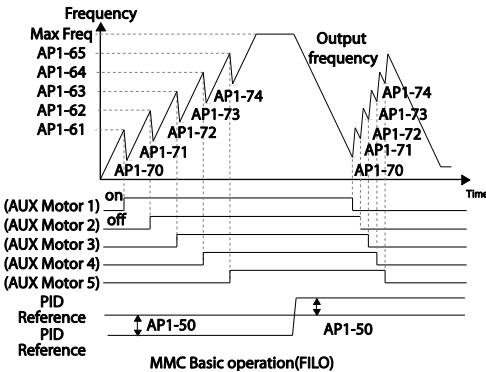 Frequency
Max Freq
AP1-65
AP1-64
AP1-63
AP1-62
AP1-61
Output
frequency
AP1-74
AP1-73
AP1-72
AP1-71
AP1-70
AP1-74
AP1-73
AP1-72
AP1-71
AP1-70
Time
(AUX Motor 1) on
(AUX Motor 2) off
(AUX Motor 3)
(AUX Motor 4)
(AUX Motor 5)
PID
Reference
PID
Reference
AP1-50
AP1-50
MMC Basic operation(FILO)